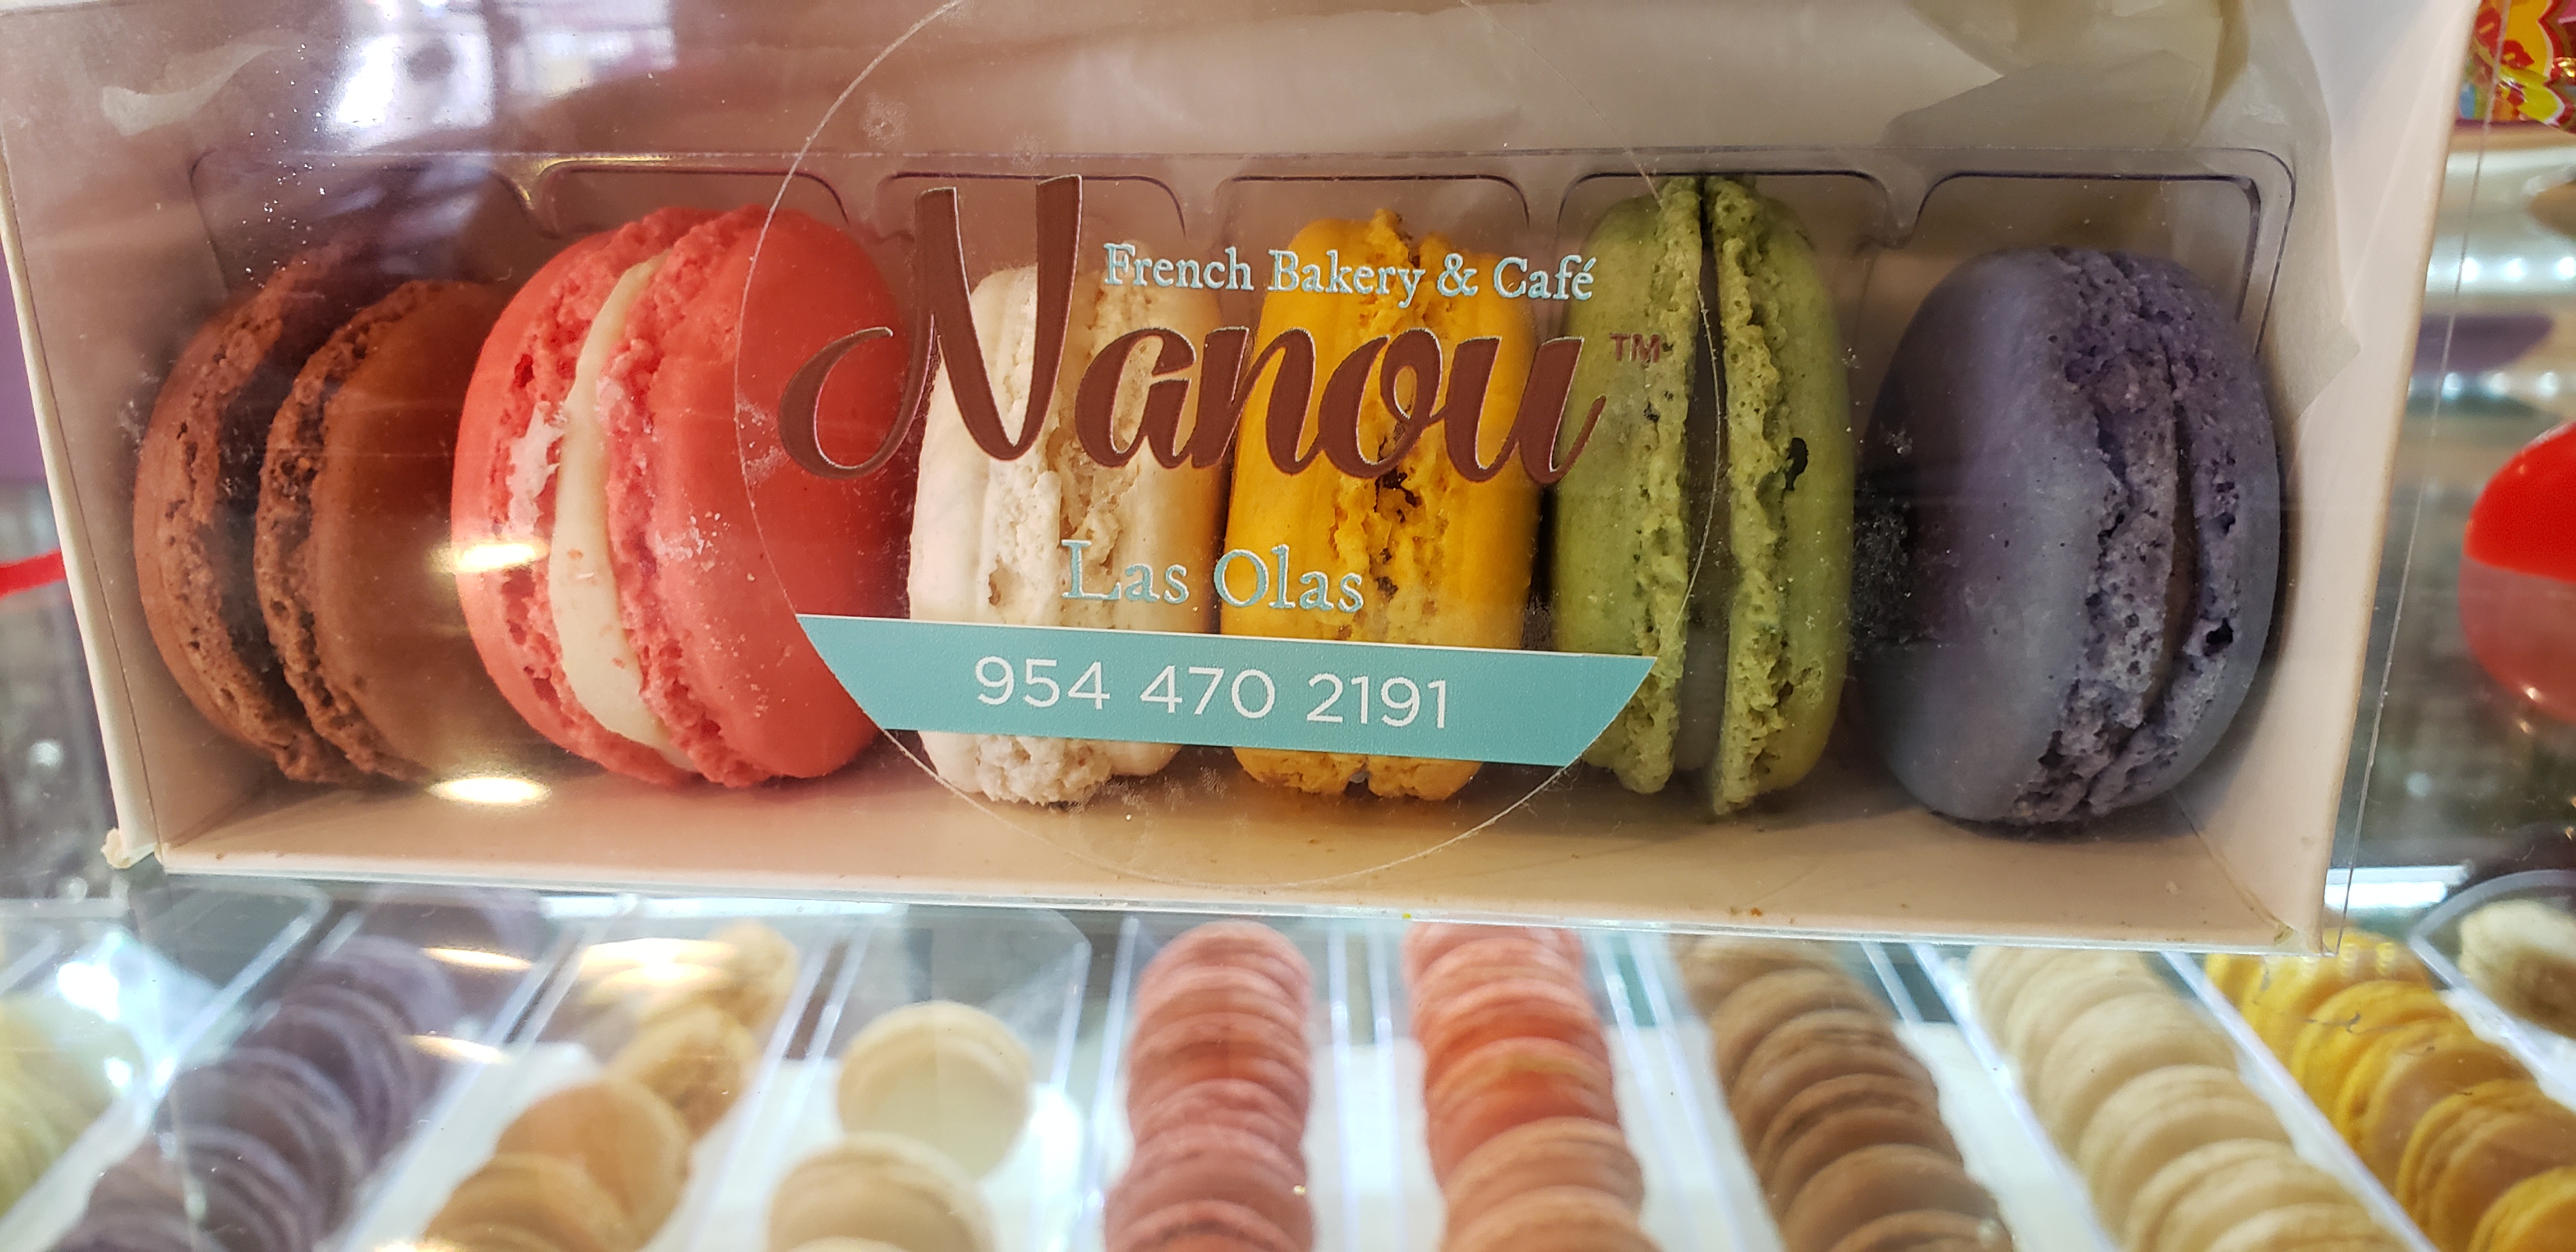 French Bakery & Café
Nanou™
Las Olas
954 470 2191